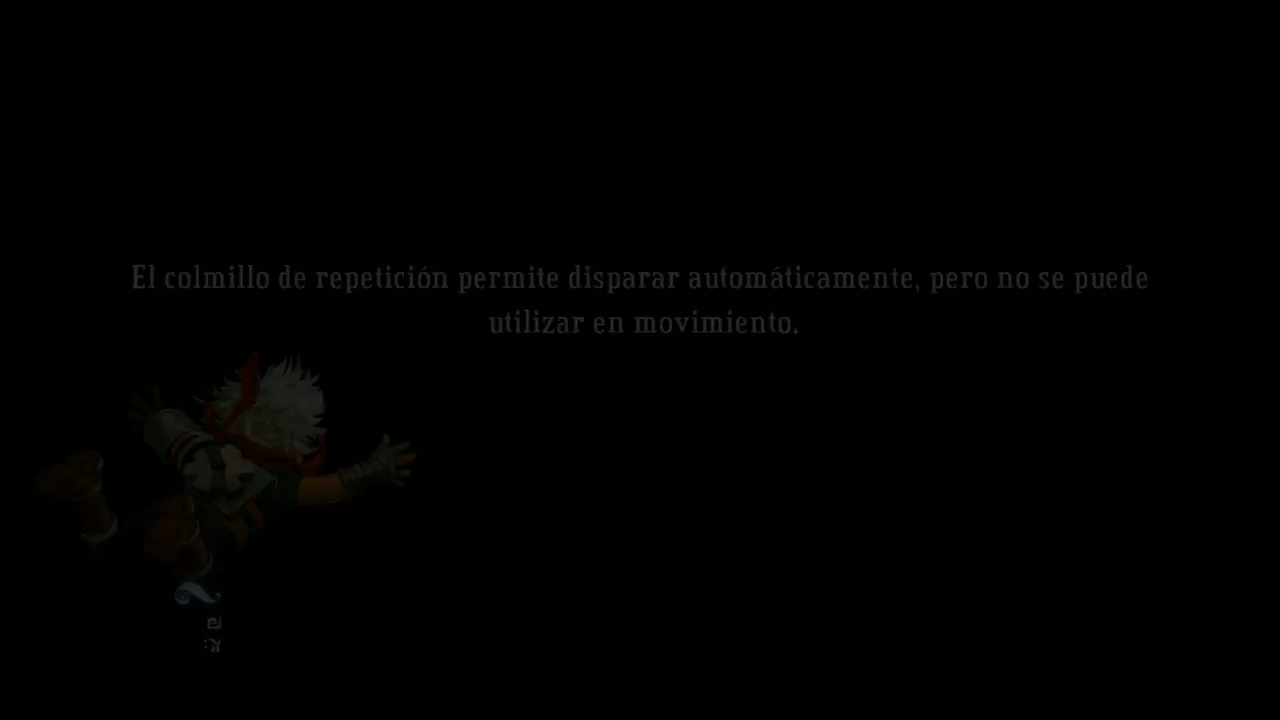 El colmillo de repetición permite disparar automáticamente, pero no se puede
utilizar en movimiento.